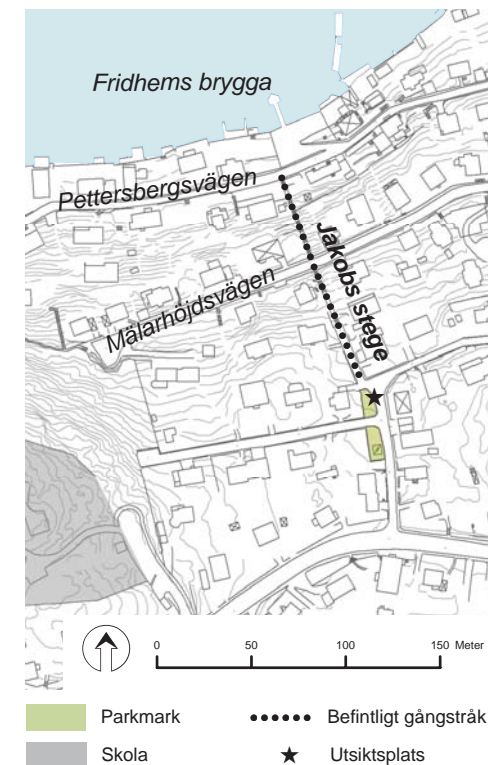 Fridhems brygga
Pettersbergsvägen
Jakobs stege
Mälarhöjdsvägen
0 50 100 150 Meter
Parkmark
Befintligt gångstråk
Skola
Utsiktsplats